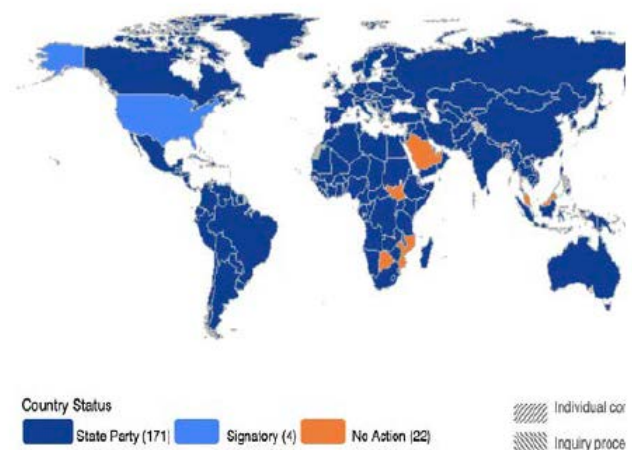 Country Status
State Party (171)
Signatory (4)
No Action (22)
Individual cor
Inquiry proce